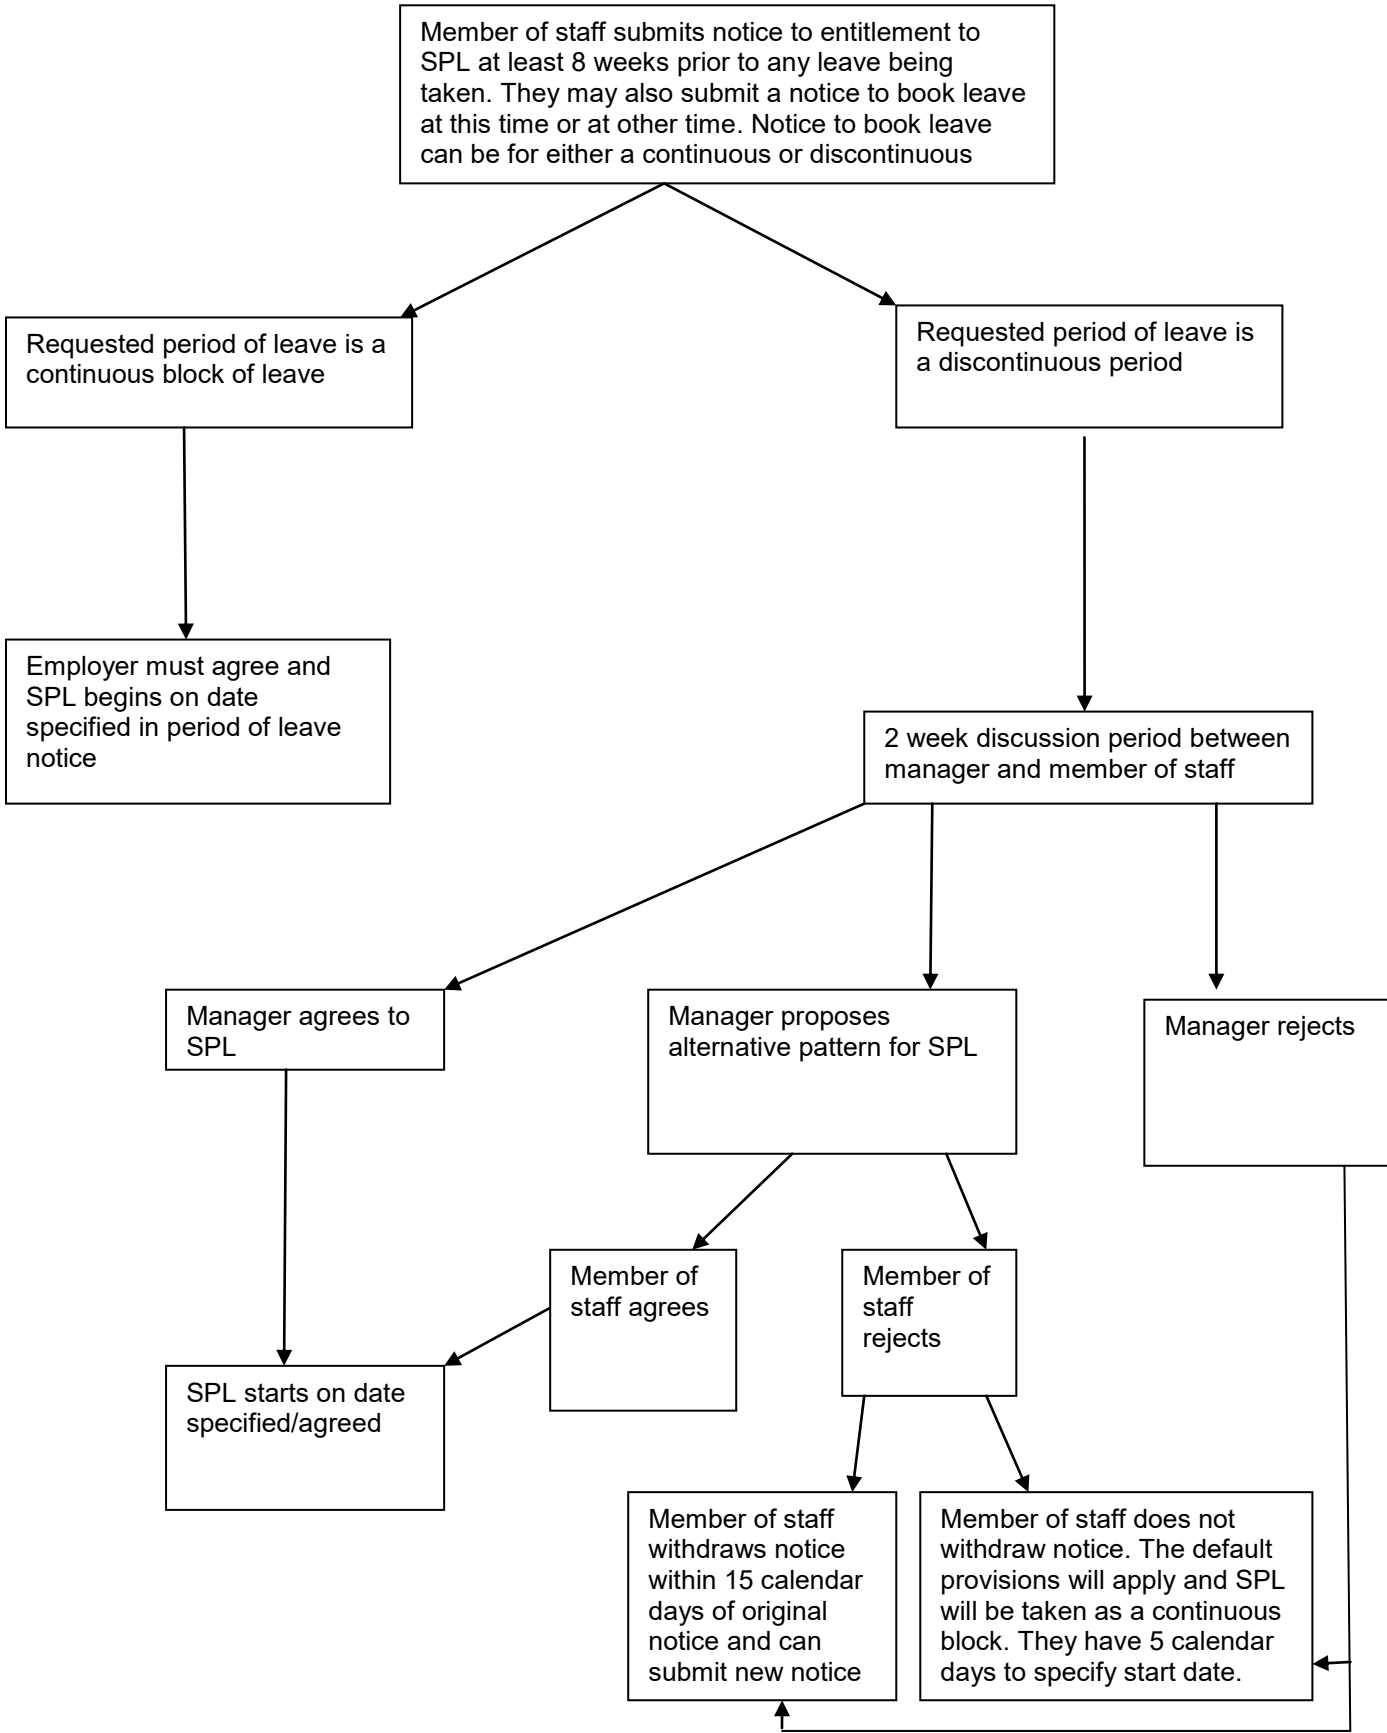 Member of staff submits notice to entitlement to
SPL at least 8 weeks prior to any leave being
taken. They may also submit a notice to book leave
at this time or at other time. Notice to book leave
can be for either a continuous or discontinuous
Requested period of leave is a
continuous block of leave
Requested period of leave is
a discontinuous period
Employer must agree and
SPL begins on date
specified in period of leave
notice
2 week discussion period between
manager and member of staff
Manager agrees to
SPL
Manager proposes
alternative pattern for SPL
Manager rejects
Member of
staff agrees
Member of
staff
rejects
SPL starts on date
specified/agreed
Member of staff
withdraws notice
within 15 calendar
days of original
notice and can
submit new notice
Member of staff does not
withdraw notice. The default
provisions will apply and SPL
will be taken as a continuous
block. They have 5 calendar
days to specify start date.